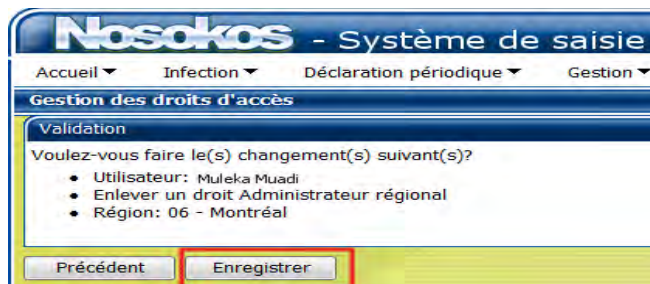 Nosokos - Système de saisie
Accueil Infection Déclaration périodique Gestion
Gestion des droits d'accès
Validation
Voulez-vous faire le(s) changement(s) suivant(s)?
• Utilisateur: Muleka Muadi
• Enlever un droit Administrateur régional
• Région: 06 - Montréal
Précédent Enregistrer